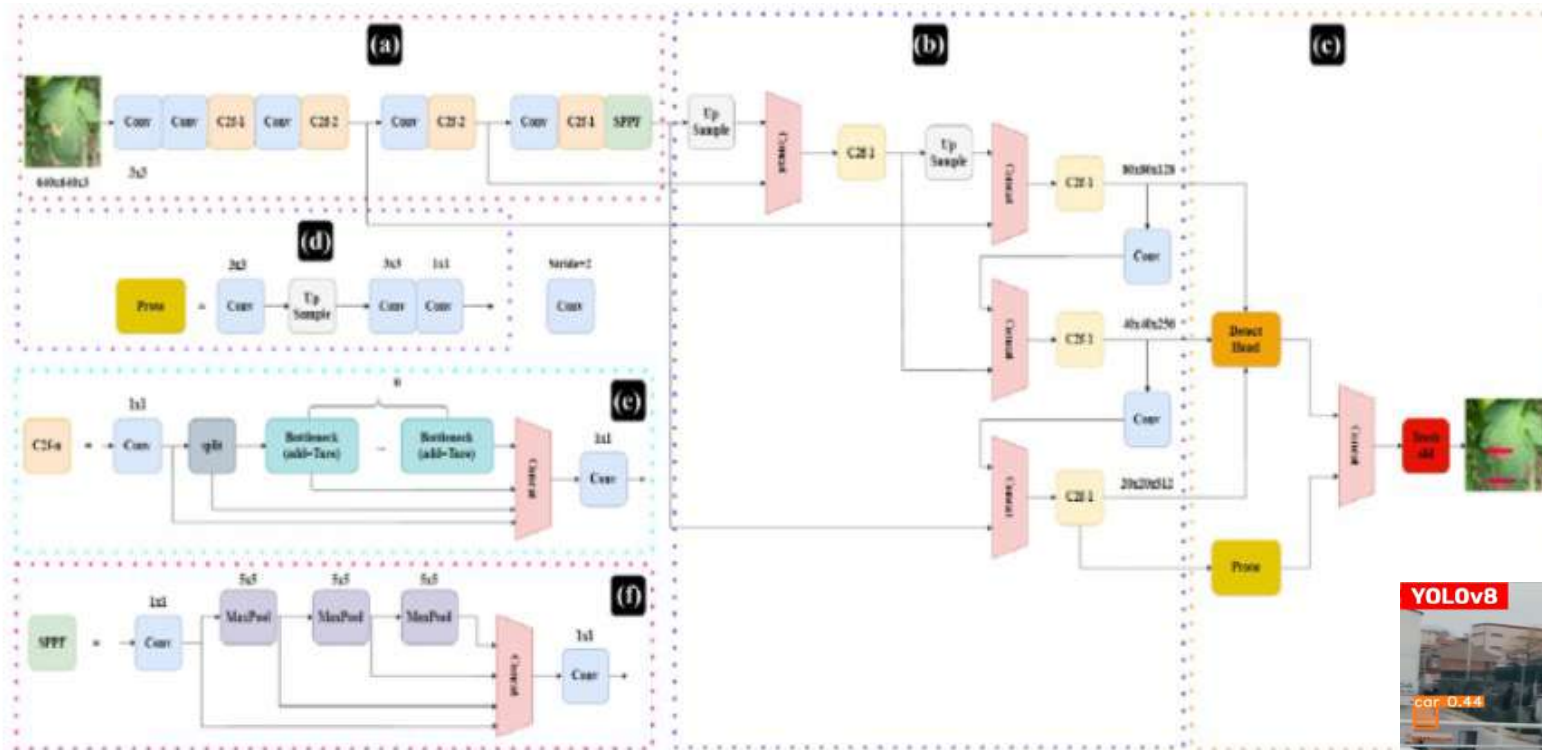 (a)
Conv
Conv
C2f-1
Conv
C2f-2
Conv
C2f-2
Conv
C2f-1
SPPF
640x640x3
3x3
(b)
Up
Sample
Concat
C2f-1
Up
Sample
Concat
C2f-1
80x80x128
Conv
Concat
C2f-1
40x40x256
Conv
Concat
C2f-1
20x20x512
(c)
Detect
Head
Proto
Concat
(d)
Proto
=
3x3
Conv
Up
Sample
3x3
1x1
Conv
Conv
Stride=2
Conv
(e)
C2f-n
=
1x1
Conv
split
n
Bottleneck
...
Bottleneck
Concat
1x1
Conv
(f)
SPPF
=
1x1
Conv
5x5
MaxPool
5x5
MaxPool
5x5
MaxPool
Concat
1x1
Conv
YOLOv8
car 0.44